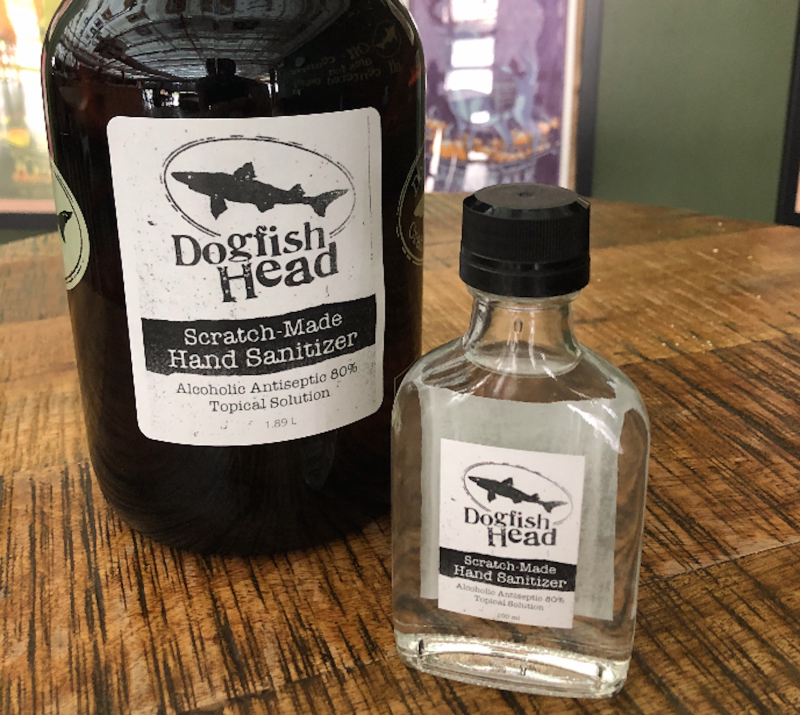 Dogfish
Head
Scratch-Made
Hand Sanitizer
Alcoholic Antiseptic 80%
Topical Solution
1.89 L
Dogfish
Head
Scratch-Made
Hand Sanitizer
Alcoholic Antiseptic 80%
Topical Solution